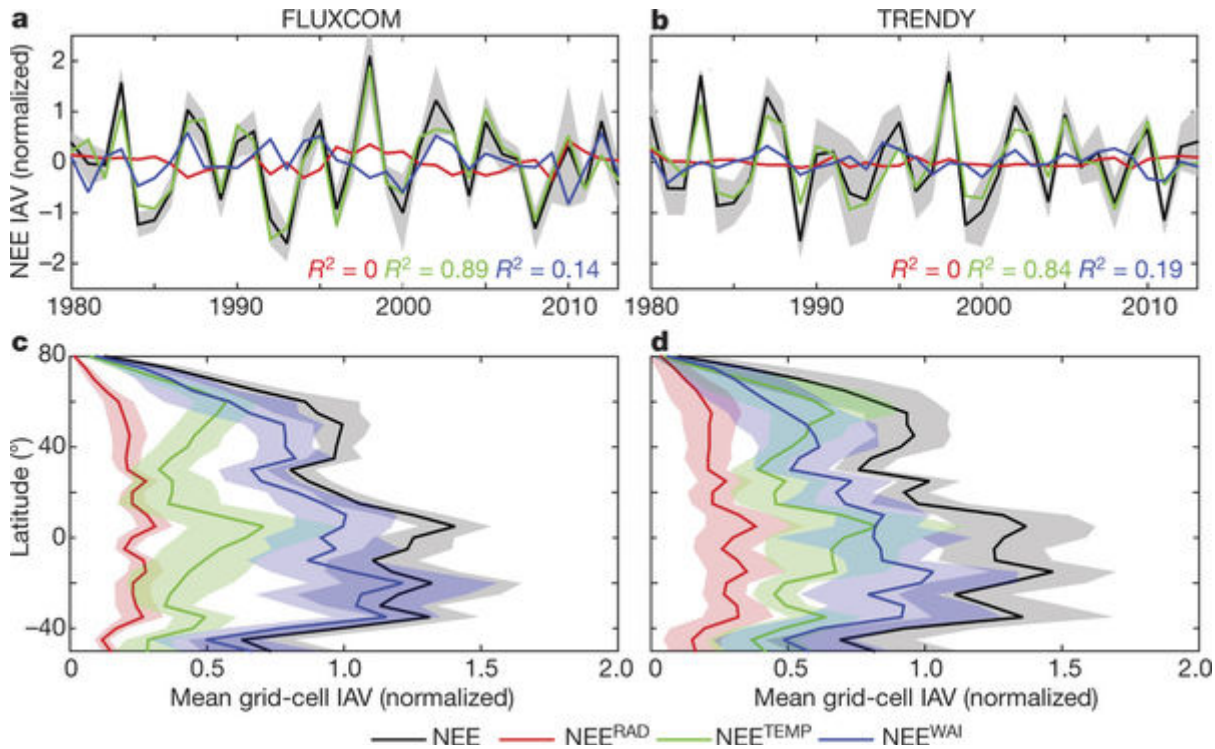 a FLUXCOM
b TRENDY
NEE IAV (normalized)
2
1
0
−1
−2
R² = 0 R² = 0.89 R² = 0.14
R² = 0 R² = 0.84 R² = 0.19
1980 1990 2000 2010
1980 1990 2000 2010
c
d
Latitude (°)
80
40
0
−40
0 0.5 1.0 1.5 2.0
0 0.5 1.0 1.5 2.0
Mean grid-cell IAV (normalized)
Mean grid-cell IAV (normalized)
NEE NEE^RAD NEE^TEMP NEE^WAI